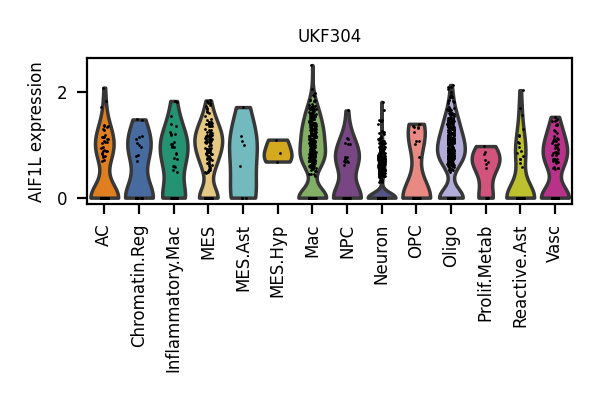 UKF304
AIF1L expression
2
0
AC
Chromatin.Reg
Inflammatory.Mac
MES
MES.Ast
MES.Hyp
Mac
NPC
Neuron
OPC
Oligo
Prolif.Metab
Reactive.Ast
Vasc